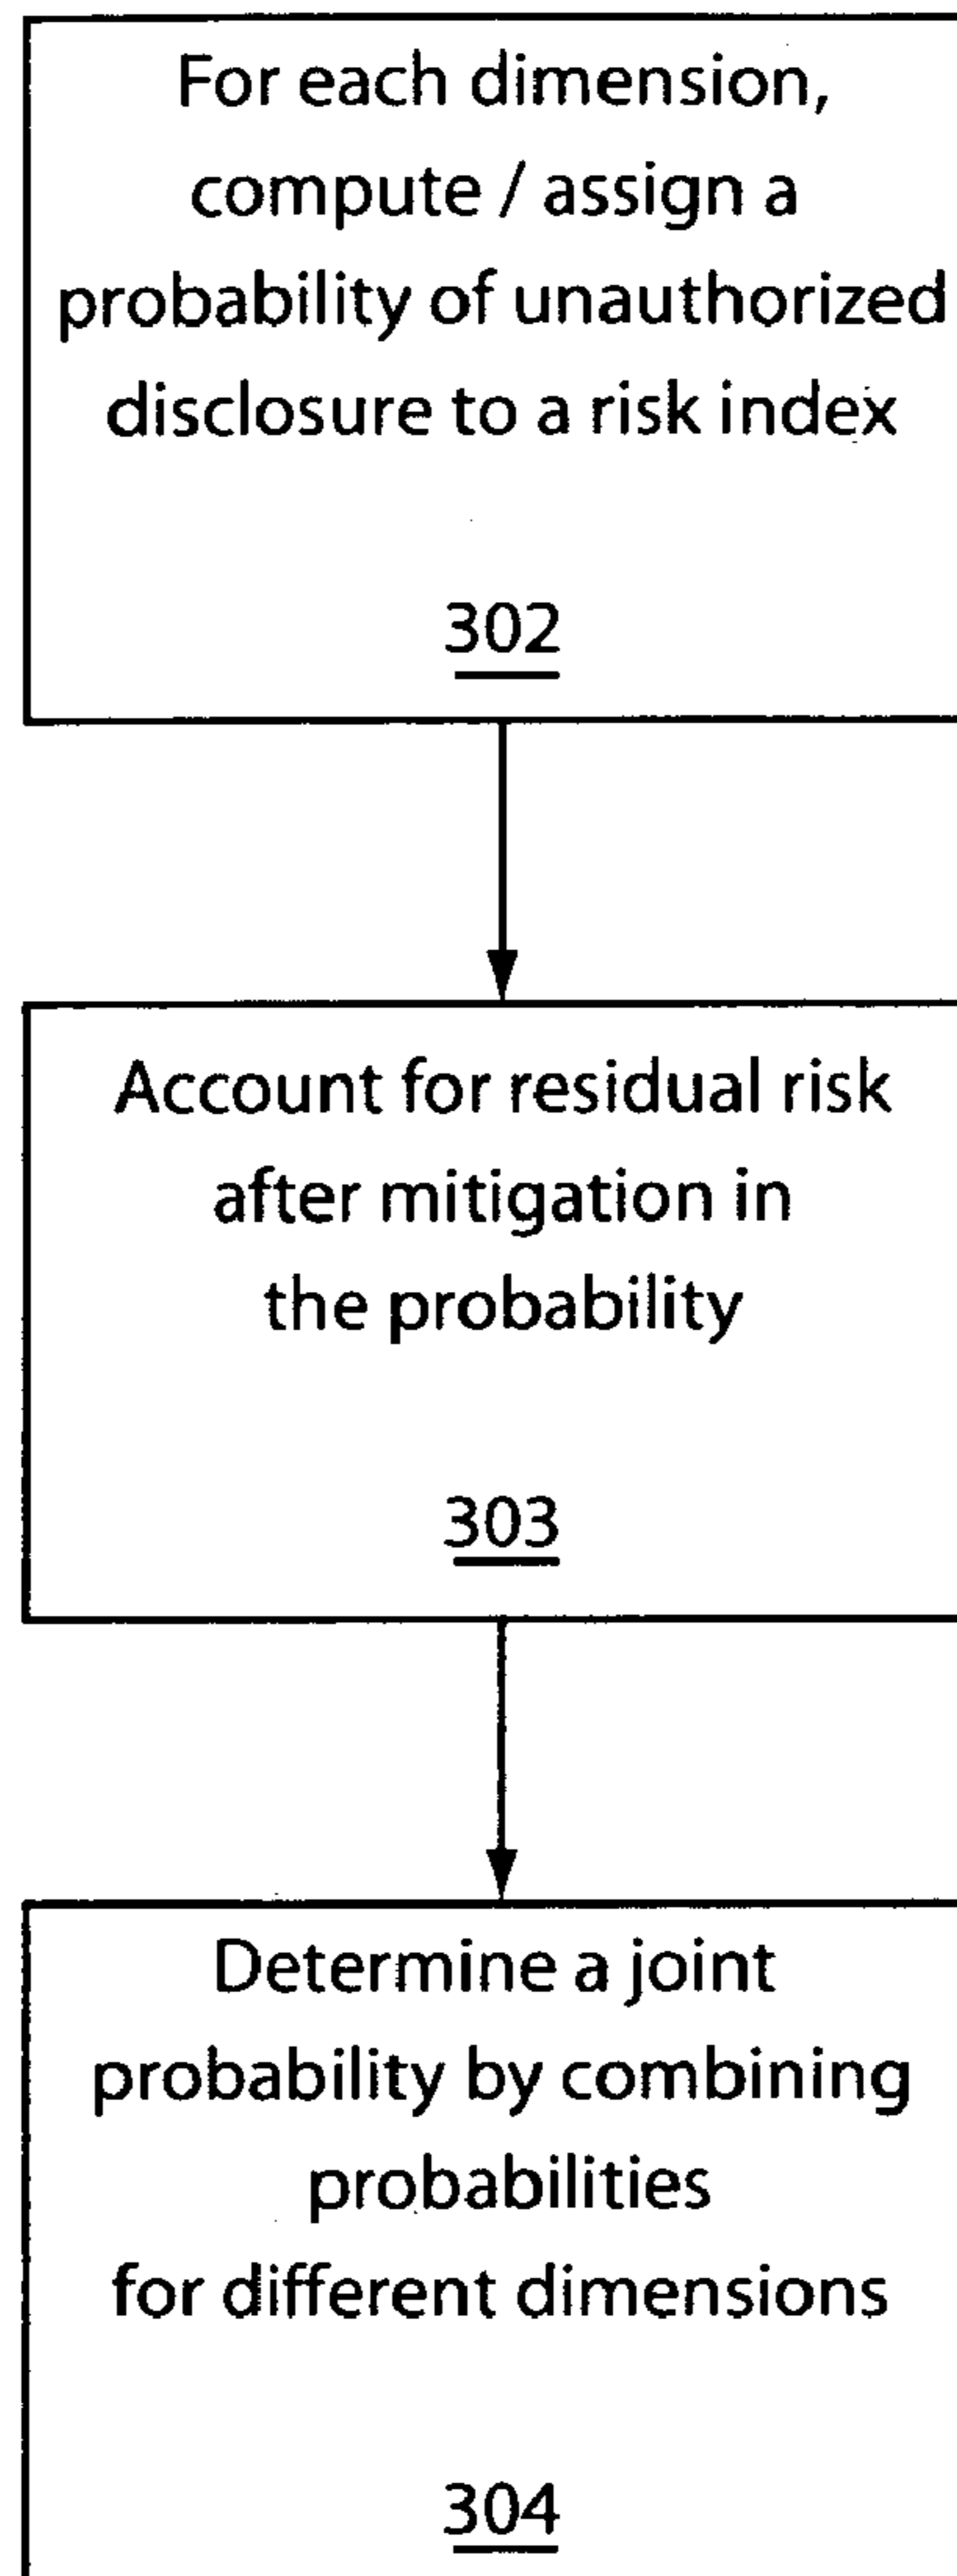 For each dimension,
compute / assign a
probability of unauthorized
disclosure to a risk index
302
Account for residual risk
after mitigation in
the probability
303
Determine a joint
probability by combining
probabilities
for different dimensions
304